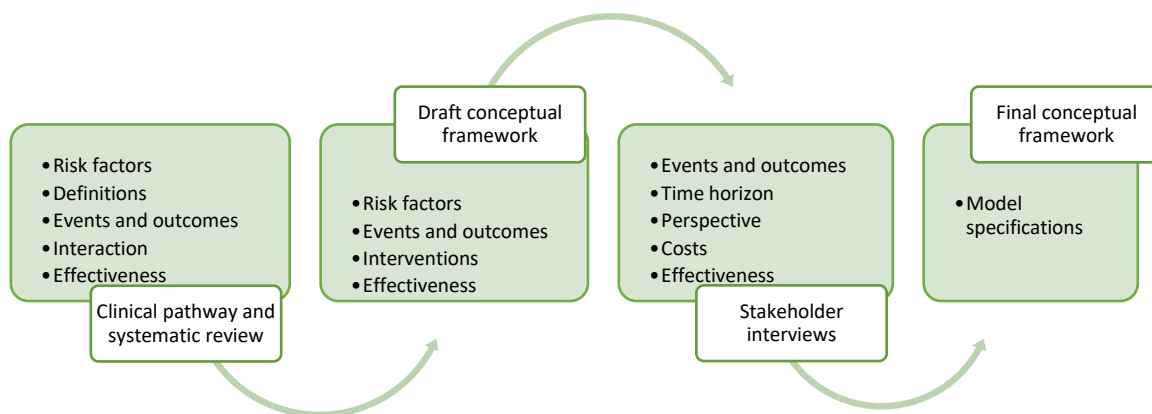 • Risk factors
• Definitions
• Events and outcomes
• Interaction
• Effectiveness
Clinical pathway and
systematic review
Draft conceptual
framework
• Risk factors
• Events and outcomes
• Interventions
• Effectiveness
• Events and outcomes
• Time horizon
• Perspective
• Costs
• Effectiveness
Stakeholder
interviews
Final conceptual
framework
• Model
specifications